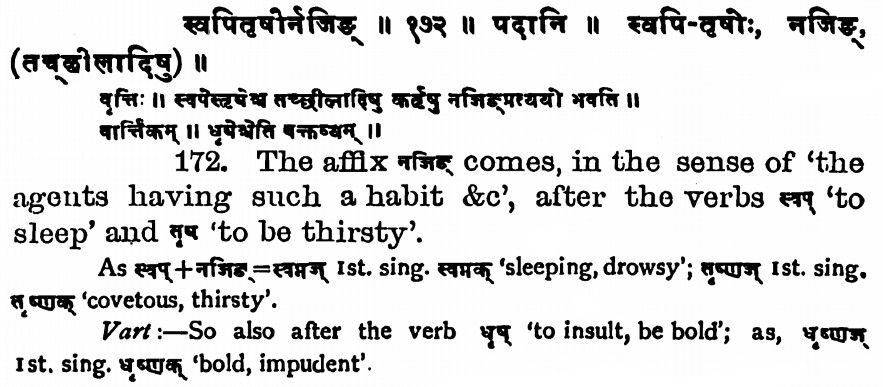 स्वपितृषोर्नजिङ् ॥ १७२ ॥ पदानि ॥ स्वपि-तृषोः, नजिङ्,
(तच्छीलादिषु) ॥
वृत्तिः ॥ स्वपेस्तृषेश्च तच्छीलादिषु कर्तृषु नजिङ्प्रत्ययो भवति ॥
वार्त्तिकम् ॥ धृषेश्चेति वक्तव्यम् ॥
172. The affix नजिङ् comes, in the sense of 'the
agents having such a habit &c', after the verbs स्वप् 'to
sleep' and तृष 'to be thirsty'.
As स्वप्+नजिङ्=स्वप्नज् 1st. sing. स्वप्नक् 'sleeping, drowsy'; तृष्णज् 1st. sing.
तृष्णक् 'covetous, thirsty'.
Vart:—So also after the verb धृष् 'to insult, be bold'; as, धृष्णज्
1st. sing. धृष्णक् 'bold, impudent'.